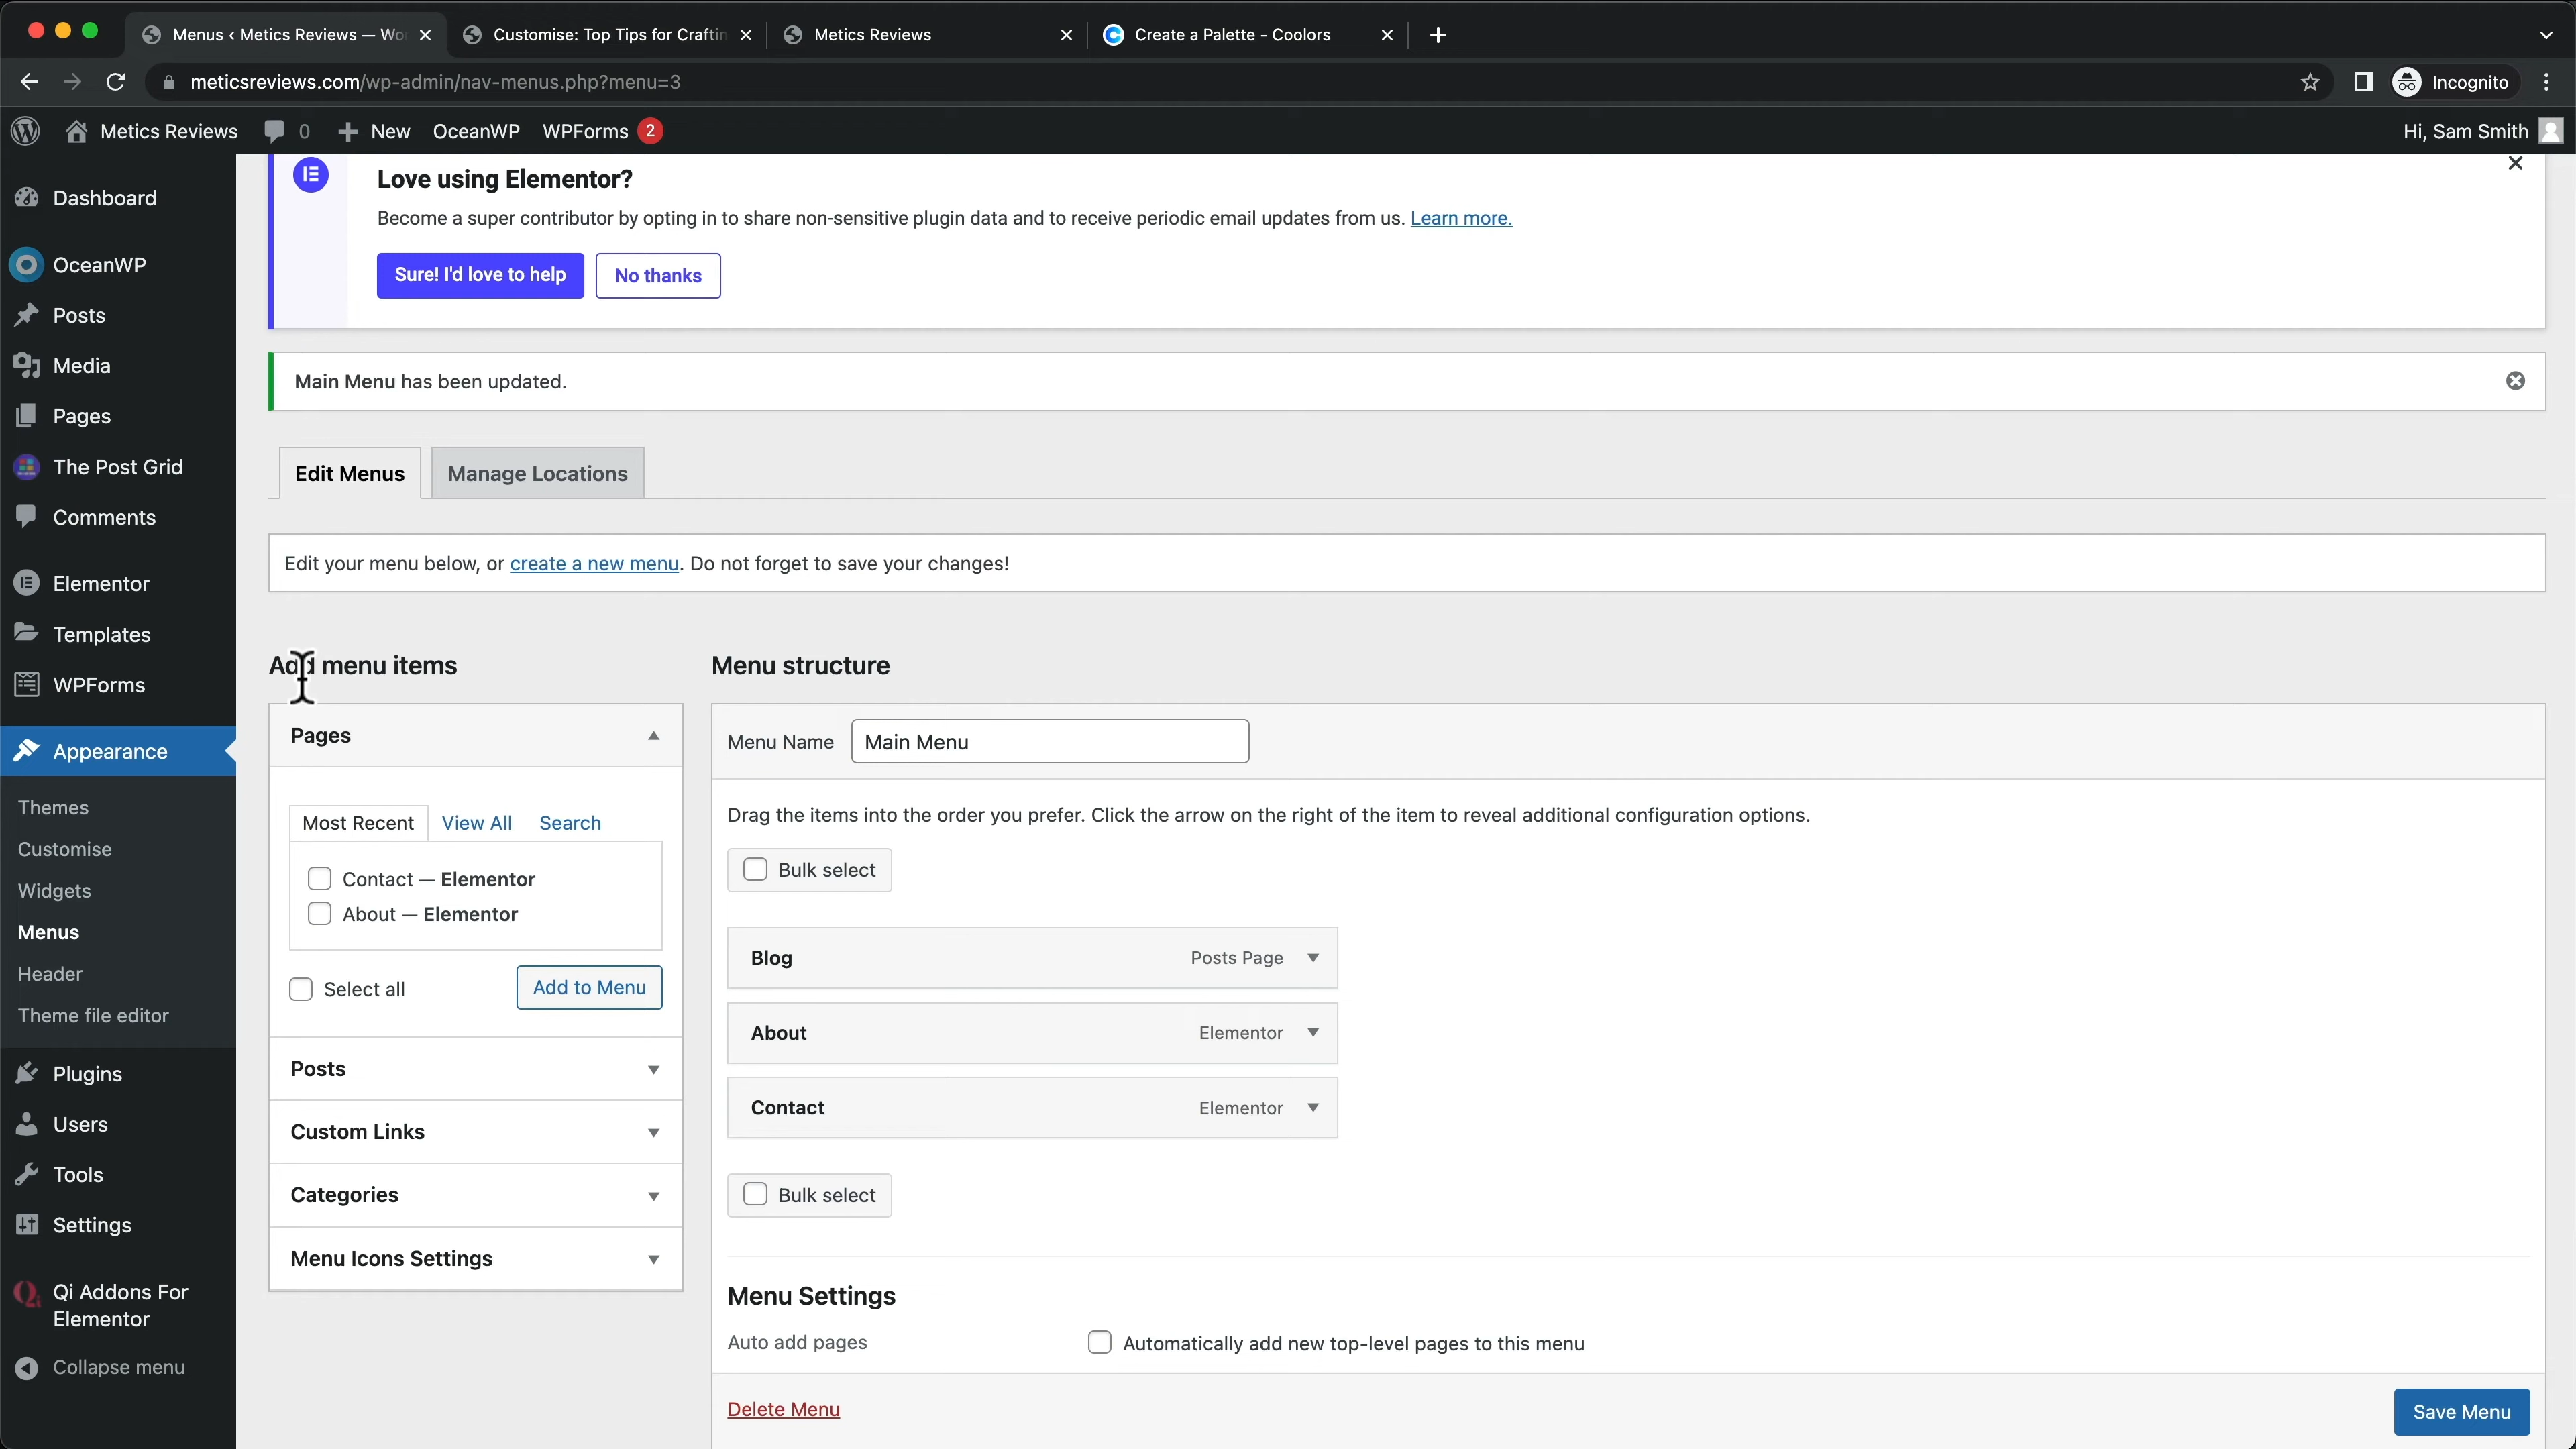 Menus < Metics Reviews — Wo
Customise: Top Tips for Craftin
Metics Reviews
Create a Palette - Coolors
meticsreviews.com/wp-admin/nav-menus.php?menu=3
Incognito
Metics Reviews
0
New
OceanWP
WPForms
2
Hi, Sam Smith
Dashboard
OceanWP
Posts
Media
Pages
The Post Grid
Comments
Elementor
Templates
WPForms
Appearance
Themes
Customise
Widgets
Menus
Header
Theme file editor
Plugins
Users
Tools
Settings
Qi Addons For
Elementor
Collapse menu
Love using Elementor?
Become a super contributor by opting in to share non-sensitive plugin data and to receive periodic email updates from us. Learn more.
Sure! I'd love to help
No thanks
Main Menu has been updated.
Edit Menus
Manage Locations
Edit your menu below, or create a new menu. Do not forget to save your changes!
Add menu items
Pages
Most Recent
View All
Search
Contact — Elementor
About — Elementor
Select all
Add to Menu
Posts
Custom Links
Categories
Menu Icons Settings
Menu structure
Menu Name
Main Menu
Drag the items into the order you prefer. Click the arrow on the right of the item to reveal additional configuration options.
Bulk select
Blog
Posts Page
About
Elementor
Contact
Elementor
Bulk select
Menu Settings
Auto add pages
Automatically add new top-level pages to this menu
Delete Menu
Save Menu